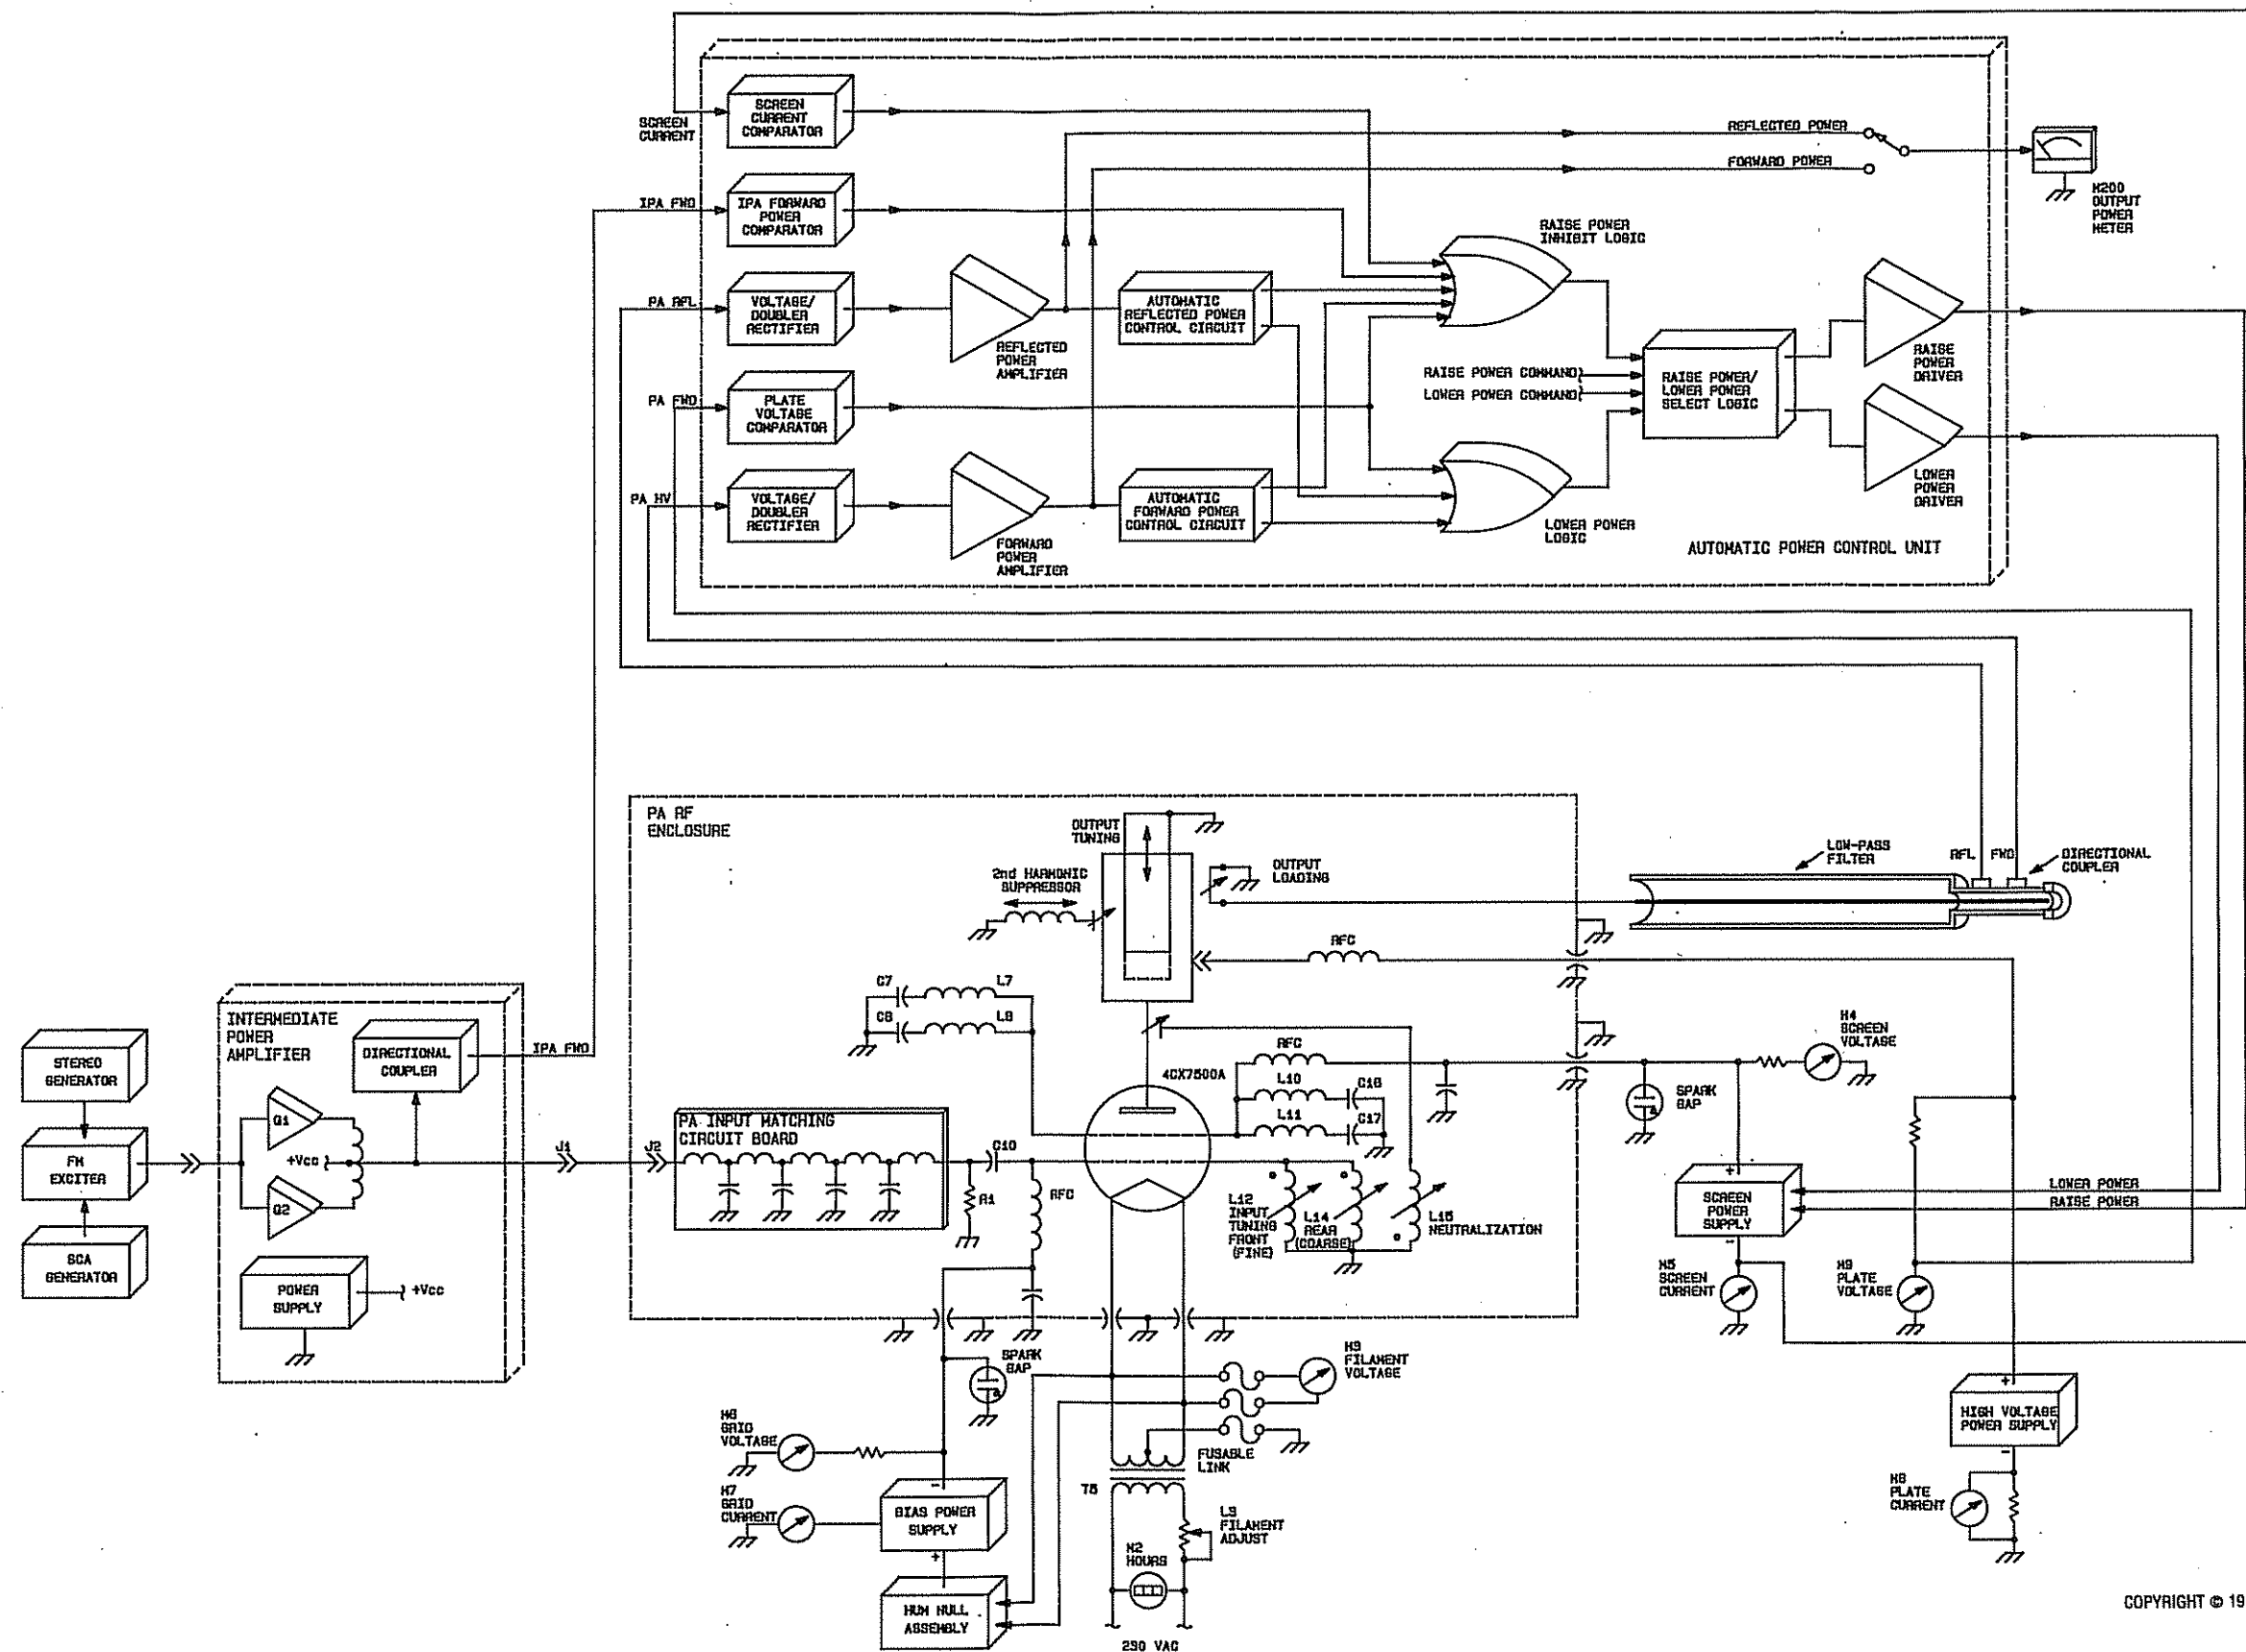 SCREEN
CURRENT
COMPARATOR
SCREEN
CURRENT
REFLECTED POWER
FORWARD POWER
M200
OUTPUT
POWER
METER
IPA FWD
IPA FORWARD
POWER
COMPARATOR
RAISE POWER
INHIBIT LOGIC
PA RFL
VOLTAGE/
DOUBLER
RECTIFIER
REFLECTED
POWER
AMPLIFIER
AUTOMATIC
REFLECTED POWER
CONTROL CIRCUIT
RAISE POWER COMMAND
LOWER POWER COMMAND
RAISE POWER/
LOWER POWER
SELECT LOGIC
RAISE
POWER
DRIVER
PA FWD
PLATE
VOLTAGE
COMPARATOR
PA HV
VOLTAGE/
DOUBLER
RECTIFIER
FORWARD
POWER
AMPLIFIER
AUTOMATIC
FORWARD POWER
CONTROL CIRCUIT
LOWER POWER
LOGIC
LOWER
POWER
DRIVER
AUTOMATIC POWER CONTROL UNIT
PA RF
ENCLOSURE
OUTPUT
TUNING
2nd HARMONIC
SUPPRESSOR
OUTPUT
LOADING
LOW-PASS
FILTER
RFL FWD
DIRECTIONAL
COUPLER
RFC
C7 L7
C8 L8
INTERMEDIATE
POWER
AMPLIFIER
DIRECTIONAL
COUPLER
IPA FWD
STEREO
GENERATOR
FM
EXCITER
SCA
GENERATOR
Q1
+Vcc
Q2
POWER
SUPPLY
+Vcc
J1
J2
PA INPUT MATCHING
CIRCUIT BOARD
C10
R1
RFC
4CX7500A
RFC
L10
C16
L11
C17
L12
INPUT
TUNING
FRONT
(FINE)
L14
REAR
(COARSE)
L15
NEUTRALIZATION
M4
SCREEN
VOLTAGE
SPARK
GAP
+
SCREEN
POWER
SUPPLY
-
LOWER POWER
RAISE POWER
M5
SCREEN
CURRENT
M9
PLATE
VOLTAGE
+
HIGH VOLTAGE
POWER SUPPLY
-
M8
PLATE
CURRENT
SPARK
GAP
M3
FILAMENT
VOLTAGE
FUSABLE
LINK
M6
GRID
VOLTAGE
M7
GRID
CURRENT
-
BIAS POWER
SUPPLY
+
HUM NULL
ASSEMBLY
T5
L3
FILAMENT
ADJUST
M2
HOURS
230 VAC
COPYRIGHT © 19